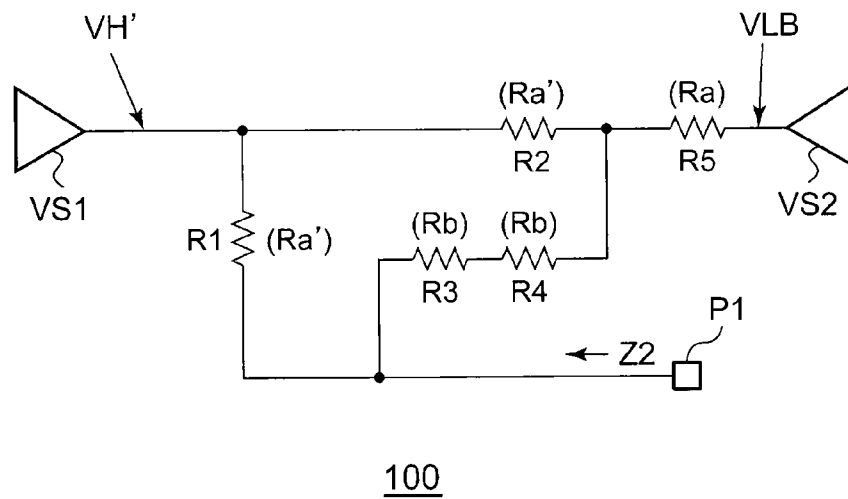 VH'
VLB
(Ra')
(Ra)
R2
R5
VS1
VS2
R1
(Ra')
(Rb)
(Rb)
R3
R4
P1
Z2
100